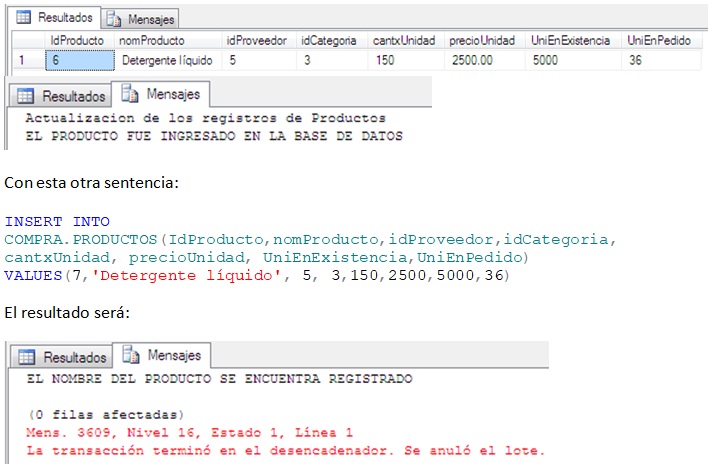 Resultados Mensajes
IdProducto nomProducto idProveedor idCategoria cantxUnidad precioUnidad UniEnExistencia UniEnPedido
1 6 Detergente líquido 5 3 150 2500.00 5000 36
Resultados Mensajes
Actualizacion de los registros de Productos
EL PRODUCTO FUE INGRESADO EN LA BASE DE DATOS
Con esta otra sentencia:
INSERT INTO
COMPRA.PRODUCTOS(IdProducto,nomProducto,idProveedor,idCategoria,
cantxUnidad, precioUnidad, UniEnExistencia,UniEnPedido)
VALUES(7,'Detergente líquido', 5, 3,150,2500,5000,36)
El resultado será:
Resultados Mensajes
EL NOMBRE DEL PRODUCTO SE ENCUENTRA REGISTRADO
(0 filas afectadas)
Mens. 3609, Nivel 16, Estado 1, Línea 1
La transacción terminó en el desencadenador. Se anuló el lote.